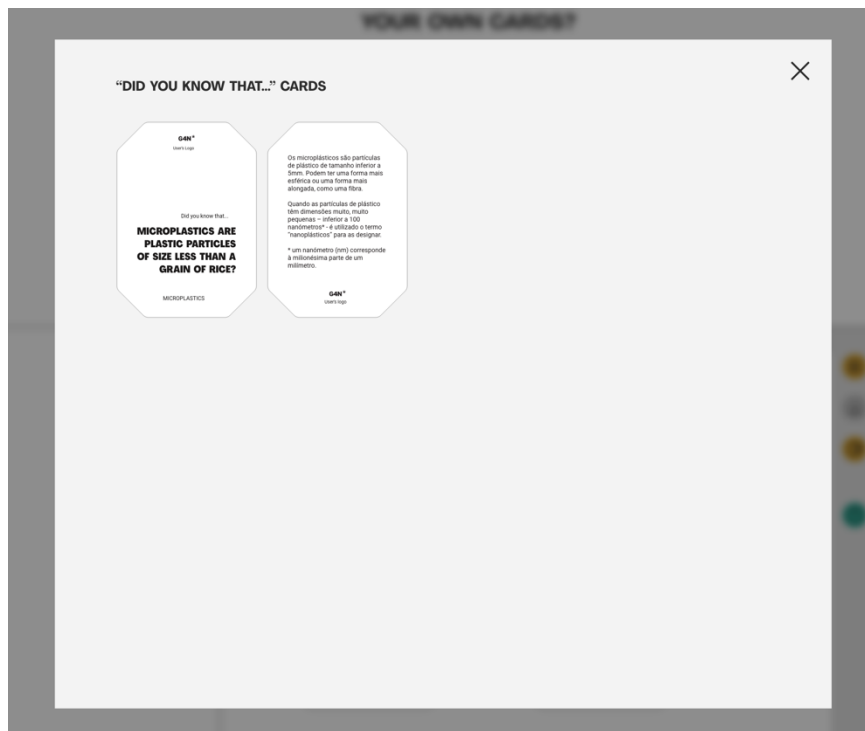 YOUR OWN CARDS?
“DID YOU KNOW THAT...” CARDS
G4N+
User's Logo
Did you know that...
MICROPLASTICS ARE
PLASTIC PARTICLES
OF SIZE LESS THAN A
GRAIN OF RICE?
MICROPLASTICS
Os microplásticos são partículas
de plástico de tamanho inferior a
5mm. Podem ter uma forma mais
esférica ou uma forma mais
alongada, como uma fibra.
Quando as partículas de plástico
têm dimensões muito, muito
pequenas – inferior a 100
nanómetros* - é utilizado o termo
“nanoplásticos” para as designar.
* um nanómetro (nm) corresponde
à milionésima parte de um
milímetro.
G4N+
User's logo